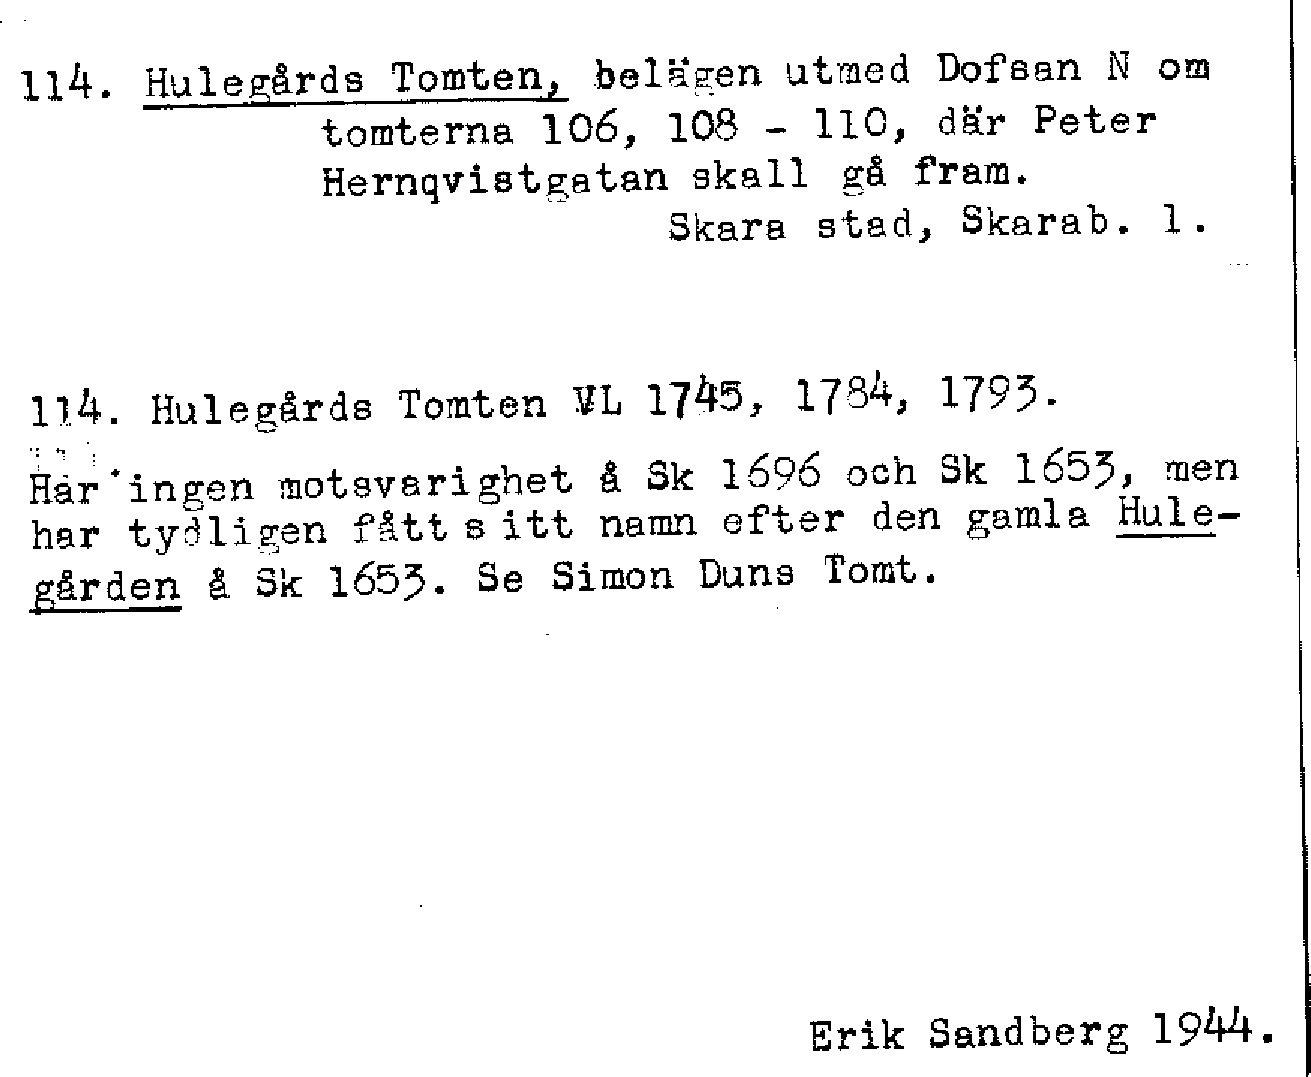 114. Hulegårds Tomten, belägen utmed Dofsan N om
tomterna 106, 108 - 110, där Peter
Hernqvistgatan skall gå fram.
Skara stad, Skarab. l.
114. Hulegårds Tomten VL 1745, 1784, 1793.
Har ingen motsvarighet å Sk 1696 och Sk 1653, men
har tydligen fått sitt namn efter den gamla Hule-
gården å Sk 1653. Se Simon Duns Tomt.
Erik Sandberg 1944.